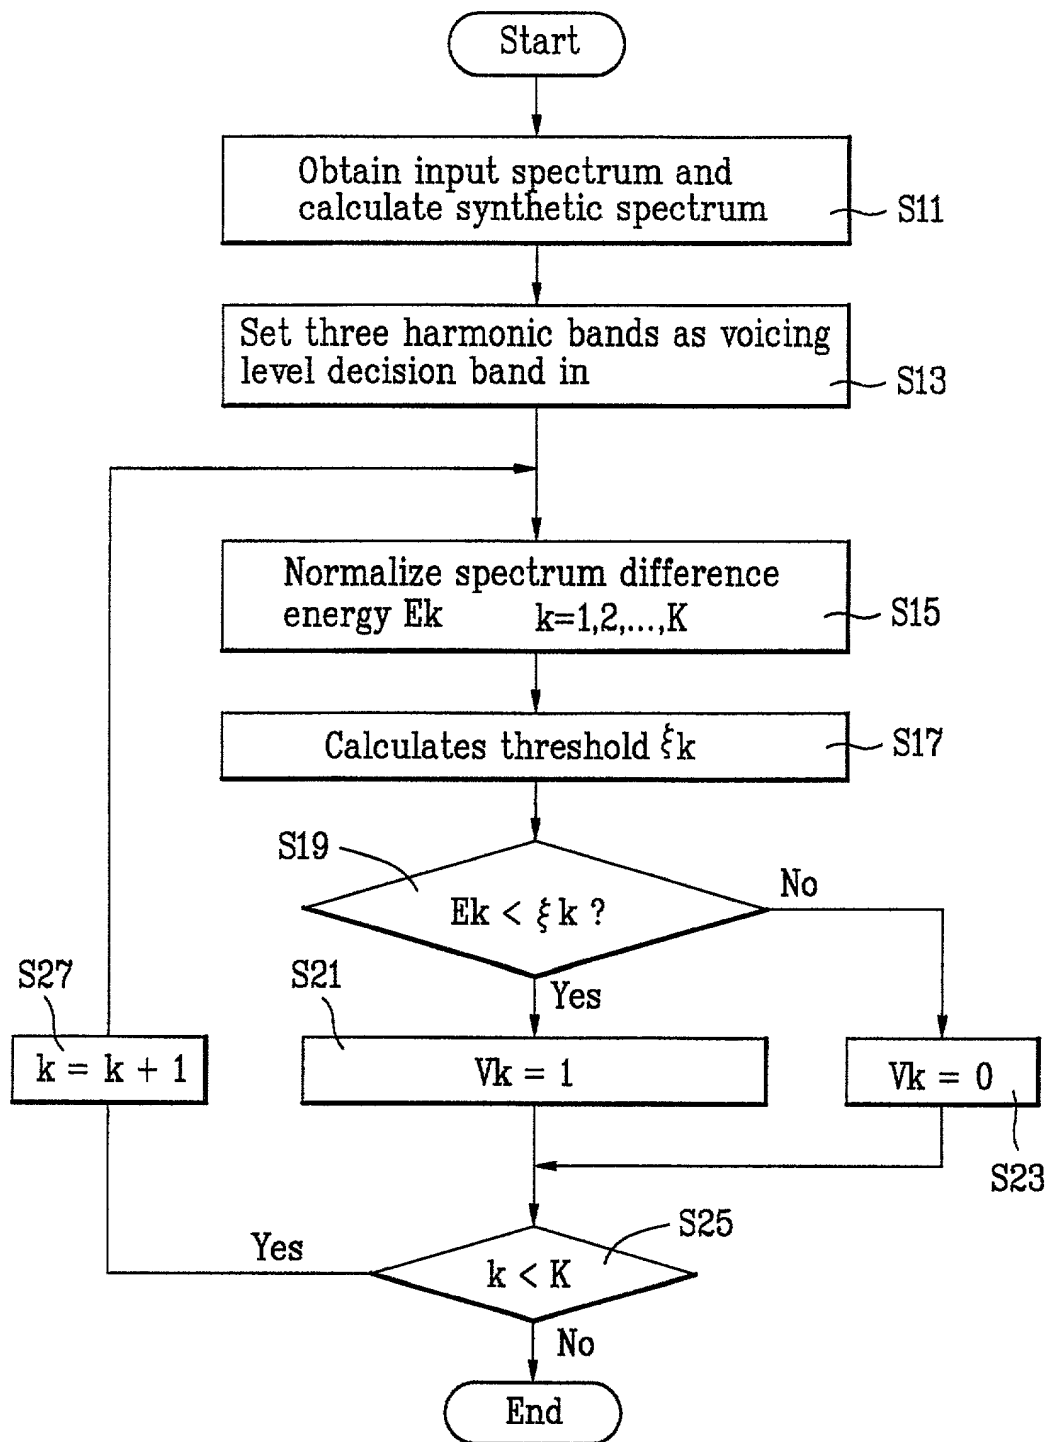 Start
Obtain input spectrum and
calculate synthetic spectrum
S11
Set three harmonic bands as voicing
level decision band in
S13
Normalize spectrum difference
energy Ek k=1,2,...,K
S15
Calculates threshold ξk
S17
S19
Ek < ξk ?
No
Yes
S27
k = k + 1
S21
Vk = 1
Vk = 0
S23
S25
k < K
Yes
No
End